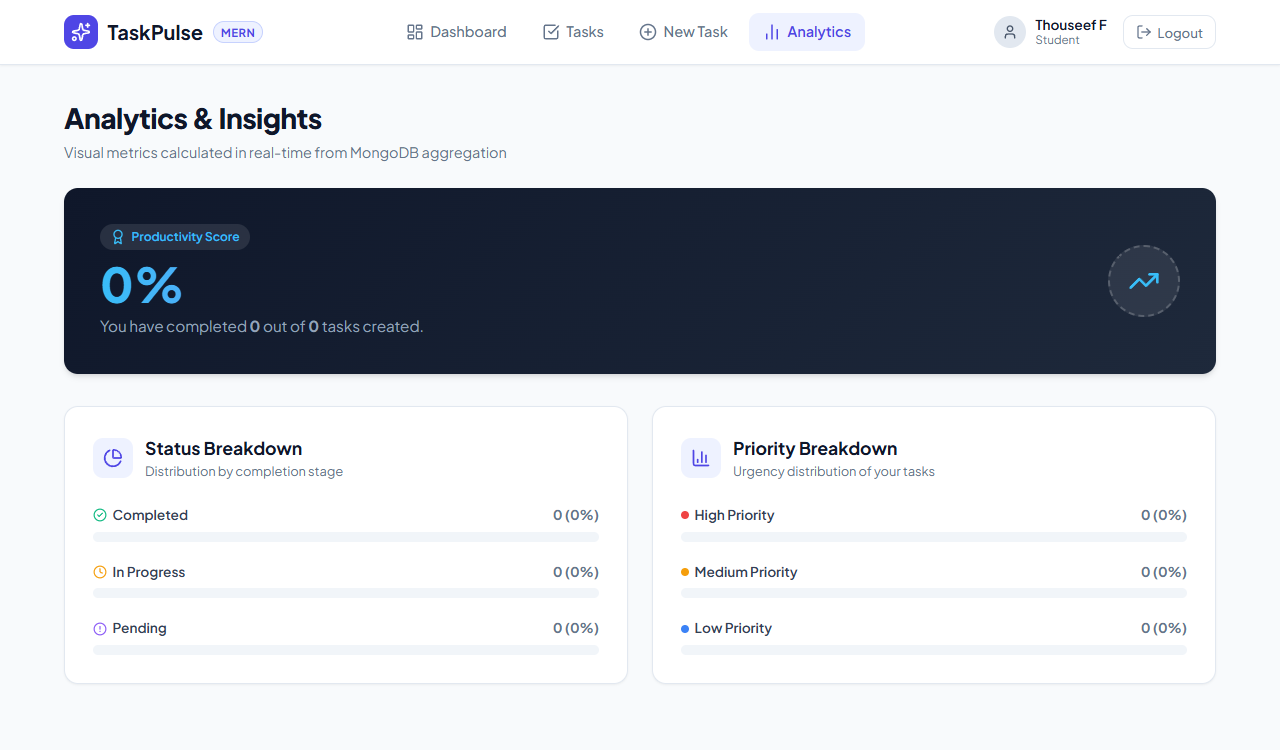 TaskPulse MERN
Dashboard
Tasks
New Task
Analytics
Thouseef F
Student
Logout
Analytics & Insights
Visual metrics calculated in real-time from MongoDB aggregation
Productivity Score
0%
You have completed 0 out of 0 tasks created.
Status Breakdown
Distribution by completion stage
Completed 0 (0%)
In Progress 0 (0%)
Pending 0 (0%)
Priority Breakdown
Urgency distribution of your tasks
High Priority 0 (0%)
Medium Priority 0 (0%)
Low Priority 0 (0%)